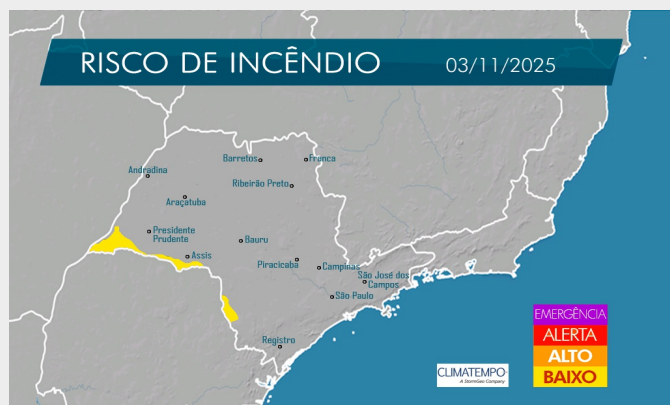 RISCO DE INCÊNDIO 03/11/2025
Barretos
Franca
Andradina
Ribeirão Preto
Araçatuba
Presidente
Prudente
Bauru
Assis
Piracicaba
Campinas
São José dos
Campos
São Paulo
Registro
EMERGÊNCIA
ALERTA
ALTO
BAIXO
CLIMATEMPO
A StormGeo Company